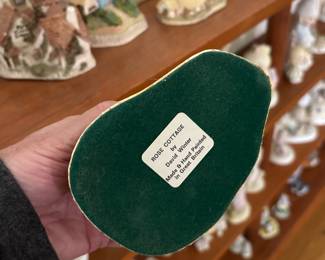 ROSE COTTAGE
by
David Winter
Made & Hand Painted
in Great Britain